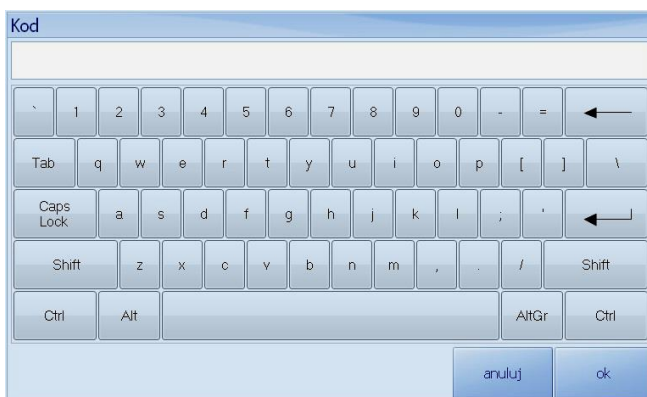 Kod
` 1 2 3 4 5 6 7 8 9 0 - =
Tab q w e r t y u i o p [ ] \
Caps
Lock a s d f g h j k l ; '
Shift z x c v b n m , . / Shift
Ctrl Alt AltGr Ctrl
anuluj ok